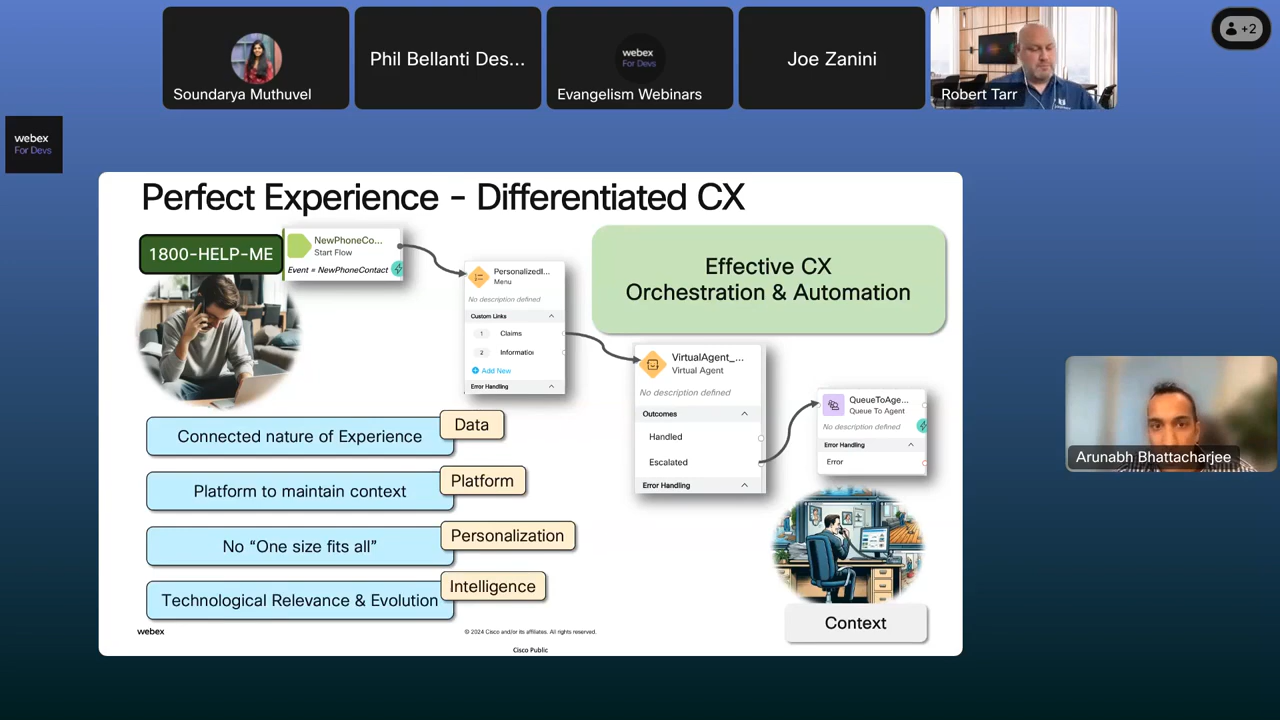 Soundarya Muthuvel
Phil Bellanti Des...
webex
For Devs
Evangelism Webinars
Joe Zanini
Robert Tarr
+2
webex
For Devs
Perfect Experience - Differentiated CX
1800-HELP-ME
NewPhoneCo...
Start Flow
Event = NewPhoneContact
PersonalizedI...
Menu
No description defined
Custom Links
1 Claims
2 Information
Add New
Error Handling
Effective CX
Orchestration & Automation
VirtualAgent_...
Virtual Agent
No description defined
Outcomes
Handled
Escalated
Error Handling
QueueToAge...
Queue To Agent
No description defined
Error Handling
Error
Connected nature of Experience
Data
Platform to maintain context
Platform
No “One size fits all”
Personalization
Technological Relevance & Evolution
Intelligence
Context
webex
© 2024 Cisco and/or its affiliates. All rights reserved.
Cisco Public
Arunabh Bhattacharjee